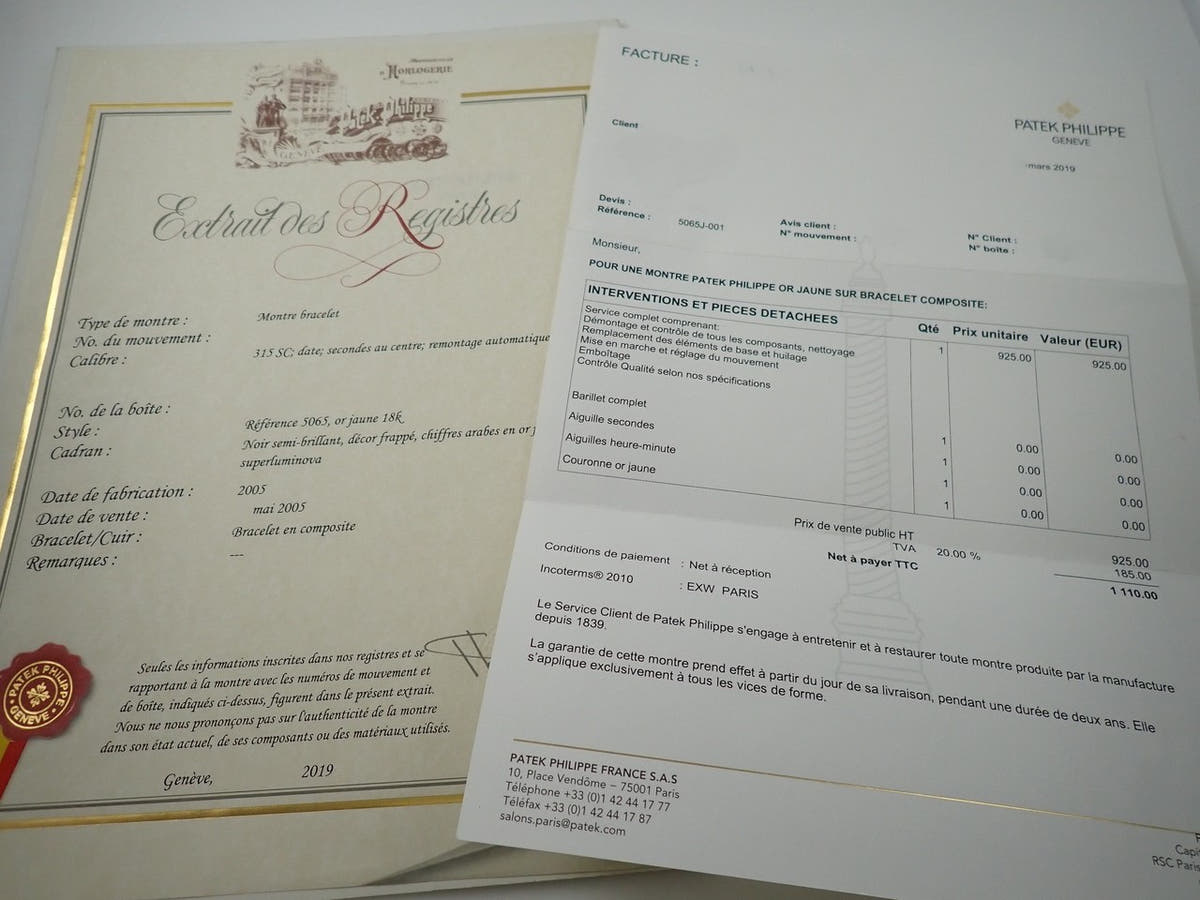 HORLOGERIE
Patek Philippe
GENÈVE
Extrait des Registres
Type de montre :
Montre bracelet
No. du mouvement :
Calibre :
315 SC; date; secondes au centre; remontage automatique
No. de la boîte :
Style :
Référence 5065, or jaune 18k
Cadran :
Noir semi-brillant, décor frappé, chiffres arabes en or j
superluminova
Date de fabrication :
2005
Date de vente :
mai 2005
Bracelet/Cuir :
Bracelet en composite
Remarques :
---
Seules les informations inscrites dans nos registres et se
rapportant à la montre avec les numéros de mouvement et
de boîte, indiqués ci-dessus, figurent dans le présent extrait.
Nous ne nous prononçons pas sur l'authenticité de la montre
dans son état actuel, de ses composants ou des matériaux utilisés.
Genève,
2019
PATEK PHILIPPE
GENEVE
FACTURE :
PATEK PHILIPPE
GENEVE
Client
mars 2019
Devis :
Référence :
5065J-001
Avis client :
N° mouvement :
N° Client :
N° boîte :
Monsieur,
POUR UNE MONTRE PATEK PHILIPPE OR JAUNE SUR BRACELET COMPOSITE:
INTERVENTIONS ET PIECES DETACHEES
Qté Prix unitaire Valeur (EUR)
Service complet comprenant:
1 925.00 925.00
Démontage et contrôle de tous les composants, nettoyage
Remplacement des éléments de base et huilage
Mise en marche et réglage du mouvement
Emboîtage
Contrôle Qualité selon nos spécifications
Barillet complet
1 0.00 0.00
Aiguille secondes
1 0.00 0.00
Aiguilles heure-minute
1 0.00 0.00
Couronne or jaune
1 0.00 0.00
Prix de vente public HT
925.00
TVA 20.00 %
185.00
Net à payer TTC
1 110.00
Conditions de paiement : Net à réception
Incoterms® 2010 : EXW PARIS
Le Service Client de Patek Philippe s'engage à entretenir et à restaurer toute montre produite par la manufacture
depuis 1839.
La garantie de cette montre prend effet à partir du jour de sa livraison, pendant une durée de deux ans. Elle
s'applique exclusivement à tous les vices de forme.
PATEK PHILIPPE FRANCE S.A.S
10, Place Vendôme – 75001 Paris
Téléphone +33 (0)1 42 44 17 77
Téléfax +33 (0)1 42 44 17 87
salons.paris@patek.com
Capi
RSC Paris